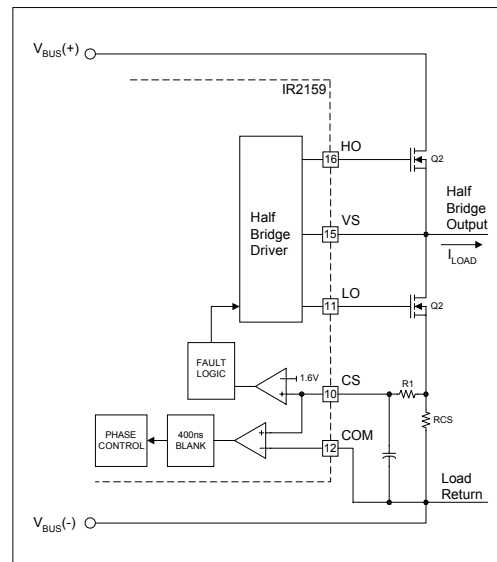 V_BUS(+)
IR2159
HO
16
Q2
Half
Bridge
Driver
VS
15
Half
Bridge
Output
I_LOAD
LO
11
Q2
FAULT
LOGIC
1.6V
CS
10
R1
RCS
PHASE
CONTROL
400ns
BLANK
COM
12
Load
Return
V_BUS(-)